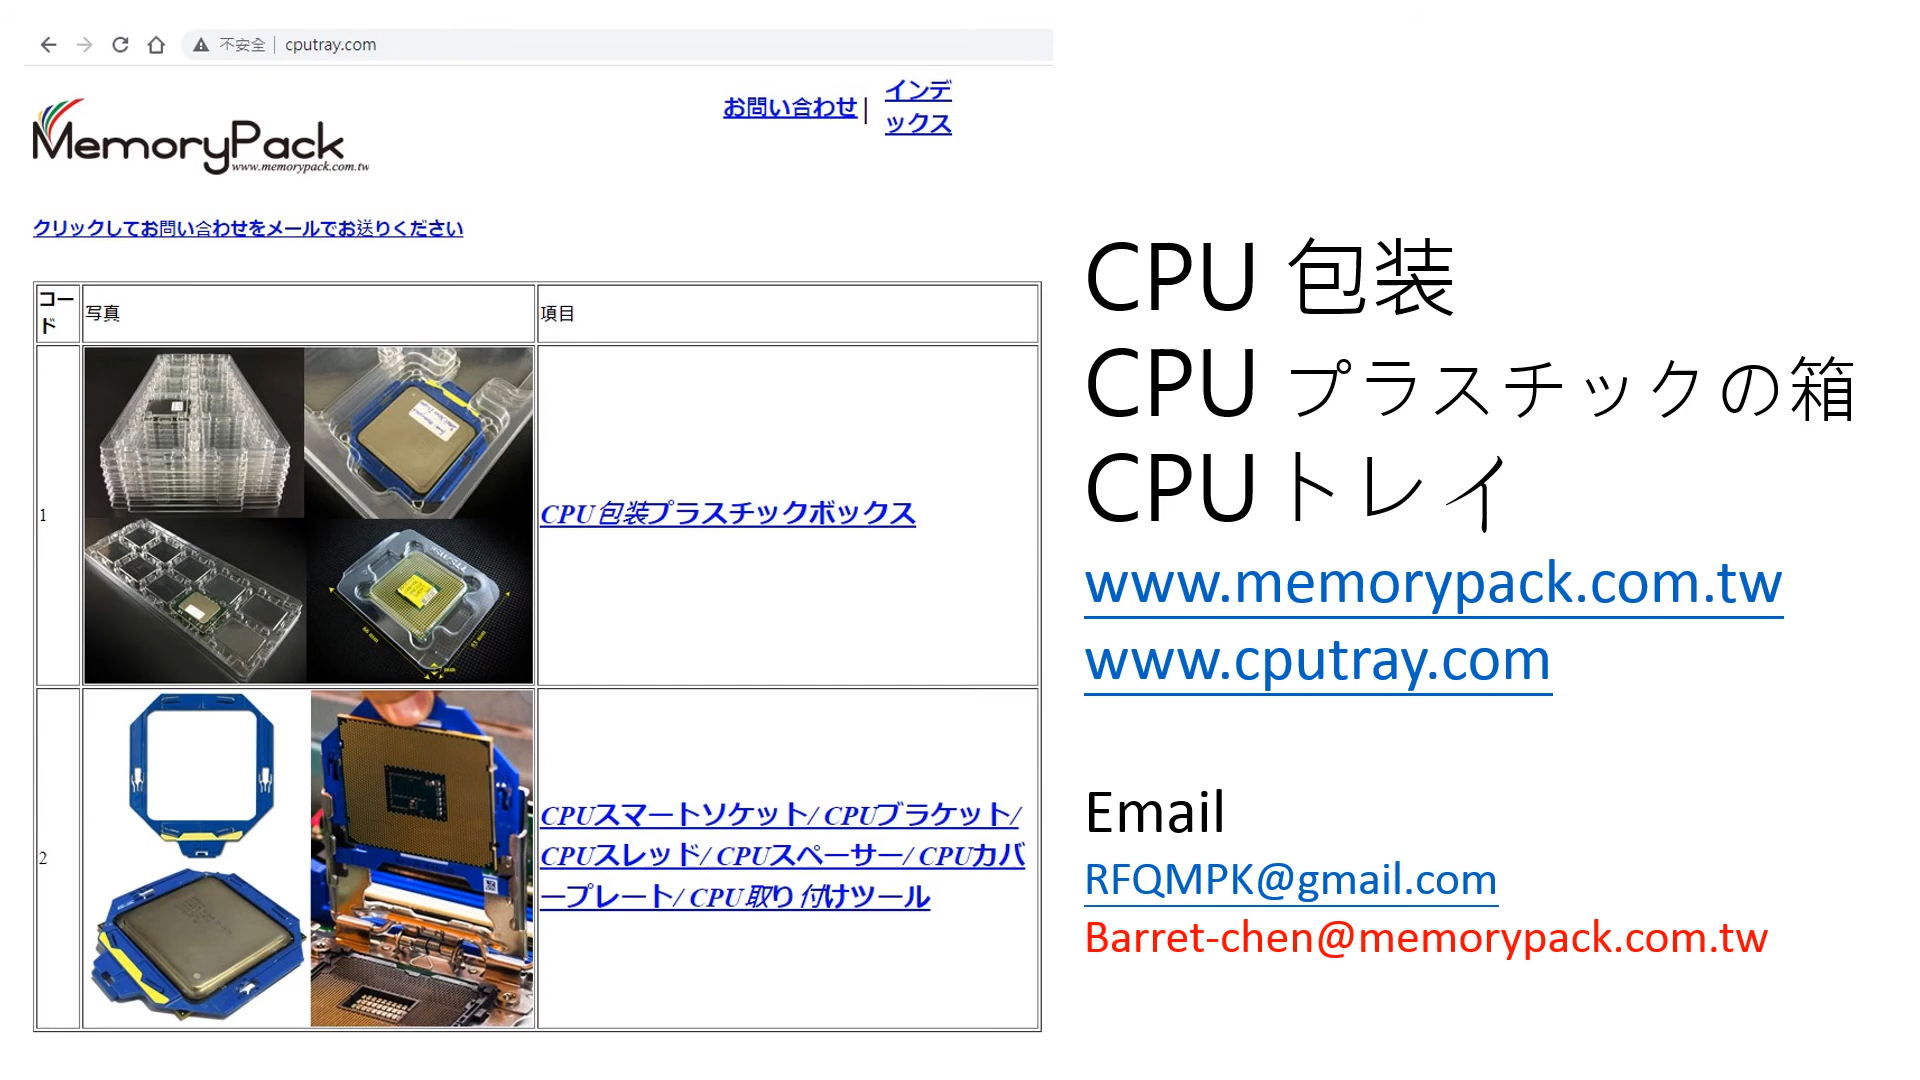 不安全 | cputray.com
MemoryPack
www.memorypack.com.tw
お問い合わせ |
インデ
ックス
クリックしてお問い合わせをメールでお送りください
コー
ド
写真
項目
1
CPU包装プラスチックボックス
2
CPUスマートソケット/ CPUブラケット/
CPUスレッド/ CPUスペーサー/ CPUカバ
ープレート/ CPU取り付けツール
CPU 包装
CPU プラスチックの箱
CPUトレイ
www.memorypack.com.tw
www.cputray.com
Email
RFQMPK@gmail.com
Barret-chen@memorypack.com.tw